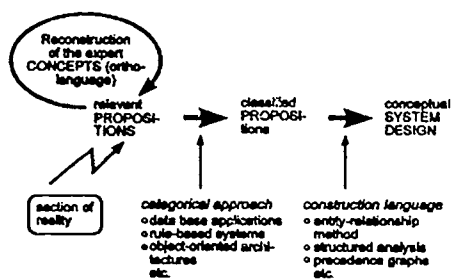 Reconstruction
of the expert
CONCEPTS (ortho-
language)
relevant
PROPOSI-
TIONS
classified
PROPOSI-
tions
conceptual
SYSTEM
DESIGN
section of
reality
categorical approach
data base applications
rule-based systems
object-oriented archi-
tectures
etc.
construction language
entity-relationship
method
structured analysis
precedence graphs
etc.